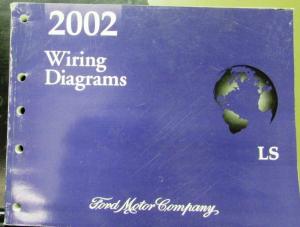 2002
Wiring
Diagrams
LS
Ford Motor Company